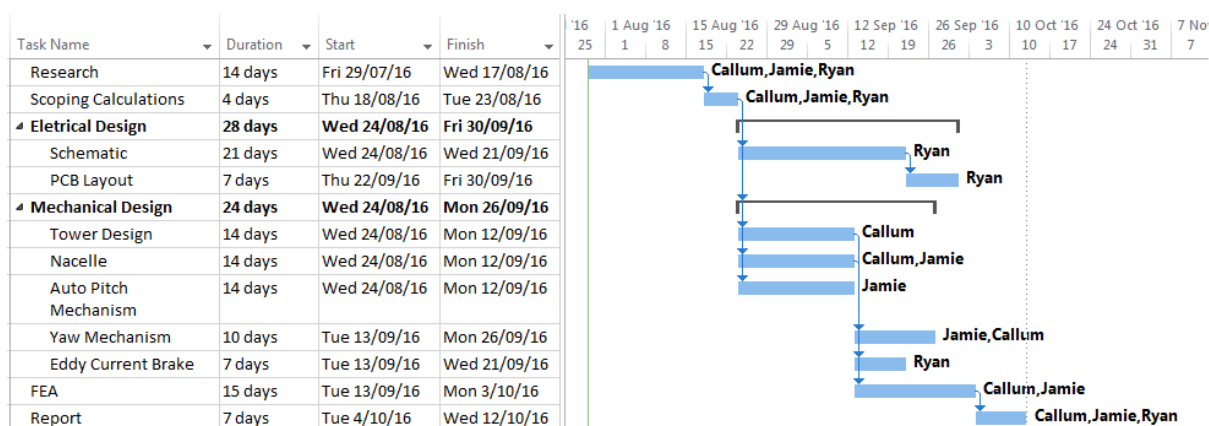 '16 1 Aug '16 15 Aug '16 29 Aug '16 12 Sep '16 26 Sep '16 10 Oct '16 24 Oct '16 7 No
Task Name Duration Start Finish 25 1 8 15 22 29 5 12 19 26 3 10 17 24 31 7
Research 14 days Fri 29/07/16 Wed 17/08/16 Callum,Jamie,Ryan
Scoping Calculations 4 days Thu 18/08/16 Tue 23/08/16 Callum,Jamie,Ryan
Eletrical Design 28 days Wed 24/08/16 Fri 30/09/16
Schematic 21 days Wed 24/08/16 Wed 21/09/16 Ryan
PCB Layout 7 days Thu 22/09/16 Fri 30/09/16 Ryan
Mechanical Design 24 days Wed 24/08/16 Mon 26/09/16
Tower Design 14 days Wed 24/08/16 Mon 12/09/16 Callum
Nacelle 14 days Wed 24/08/16 Mon 12/09/16 Callum,Jamie
Auto Pitch 14 days Wed 24/08/16 Mon 12/09/16 Jamie
Mechanism
Yaw Mechanism 10 days Tue 13/09/16 Mon 26/09/16 Jamie,Callum
Eddy Current Brake 7 days Tue 13/09/16 Wed 21/09/16 Ryan
FEA 15 days Tue 13/09/16 Mon 3/10/16 Callum,Jamie
Report 7 days Tue 4/10/16 Wed 12/10/16 Callum,Jamie,Ryan